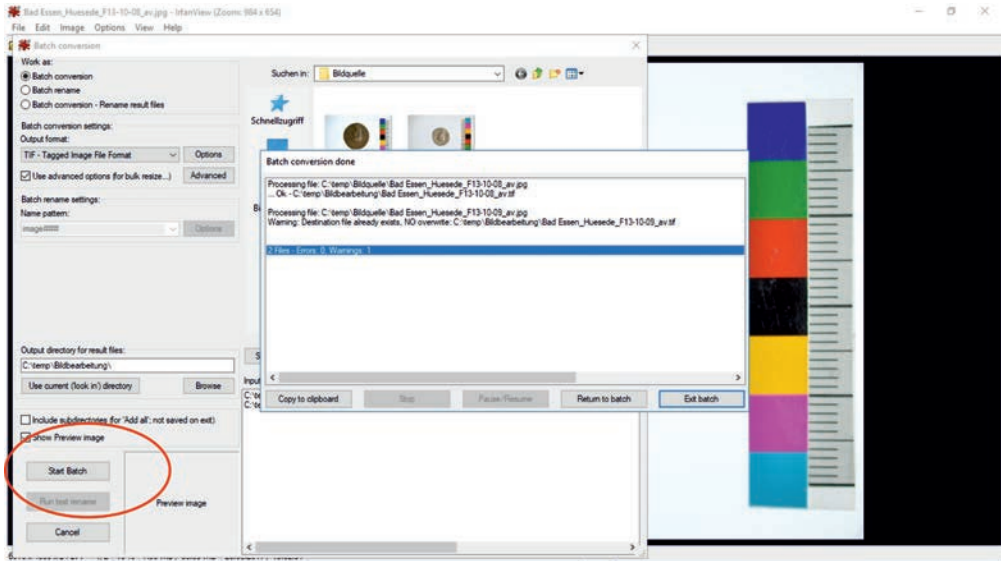 Bad Essen_Huesede_F13-10-08_av.jpg - IrfanView (Zoom: 984 x 654)
File Edit Image Options View Help
Batch conversion
Work as:
Batch conversion
Batch rename
Batch conversion - Rename result files
Batch conversion settings:
Output format:
TIF - Tagged Image File Format
Options
Use advanced options (for bulk resize...)
Advanced
Batch rename settings:
Name pattern:
Options
Output directory for result files:
C:\temp\Bildbearbeitung\
Use current ('look in') directory
Browse
Include subdirectories (for 'Add all'; not saved on exit)
Show Preview image
Start Batch
Run test rename
Cancel
Preview image
Suchen in:
Bildquelle
Schnellzugriff
Batch conversion done
Processing file: C:\temp\Bildquelle\Bad Essen_Huesede_F13-10-08_av.jpg
... Ok - C:\temp\Bildbearbeitung\Bad Essen_Huesede_F13-10-08_av.tif
Processing file: C:\temp\Bildquelle\Bad Essen_Huesede_F13-10-09_av.jpg
Warning: Destination file already exists, NO overwrite: C:\temp\Bildbearbeitung\Bad Essen_Huesede_F13-10-09_av.tif
2 Files - Errors: 0, Warnings: 1
Copy to clipboard
Stop
Pause/Resume
Return to batch
Exit batch